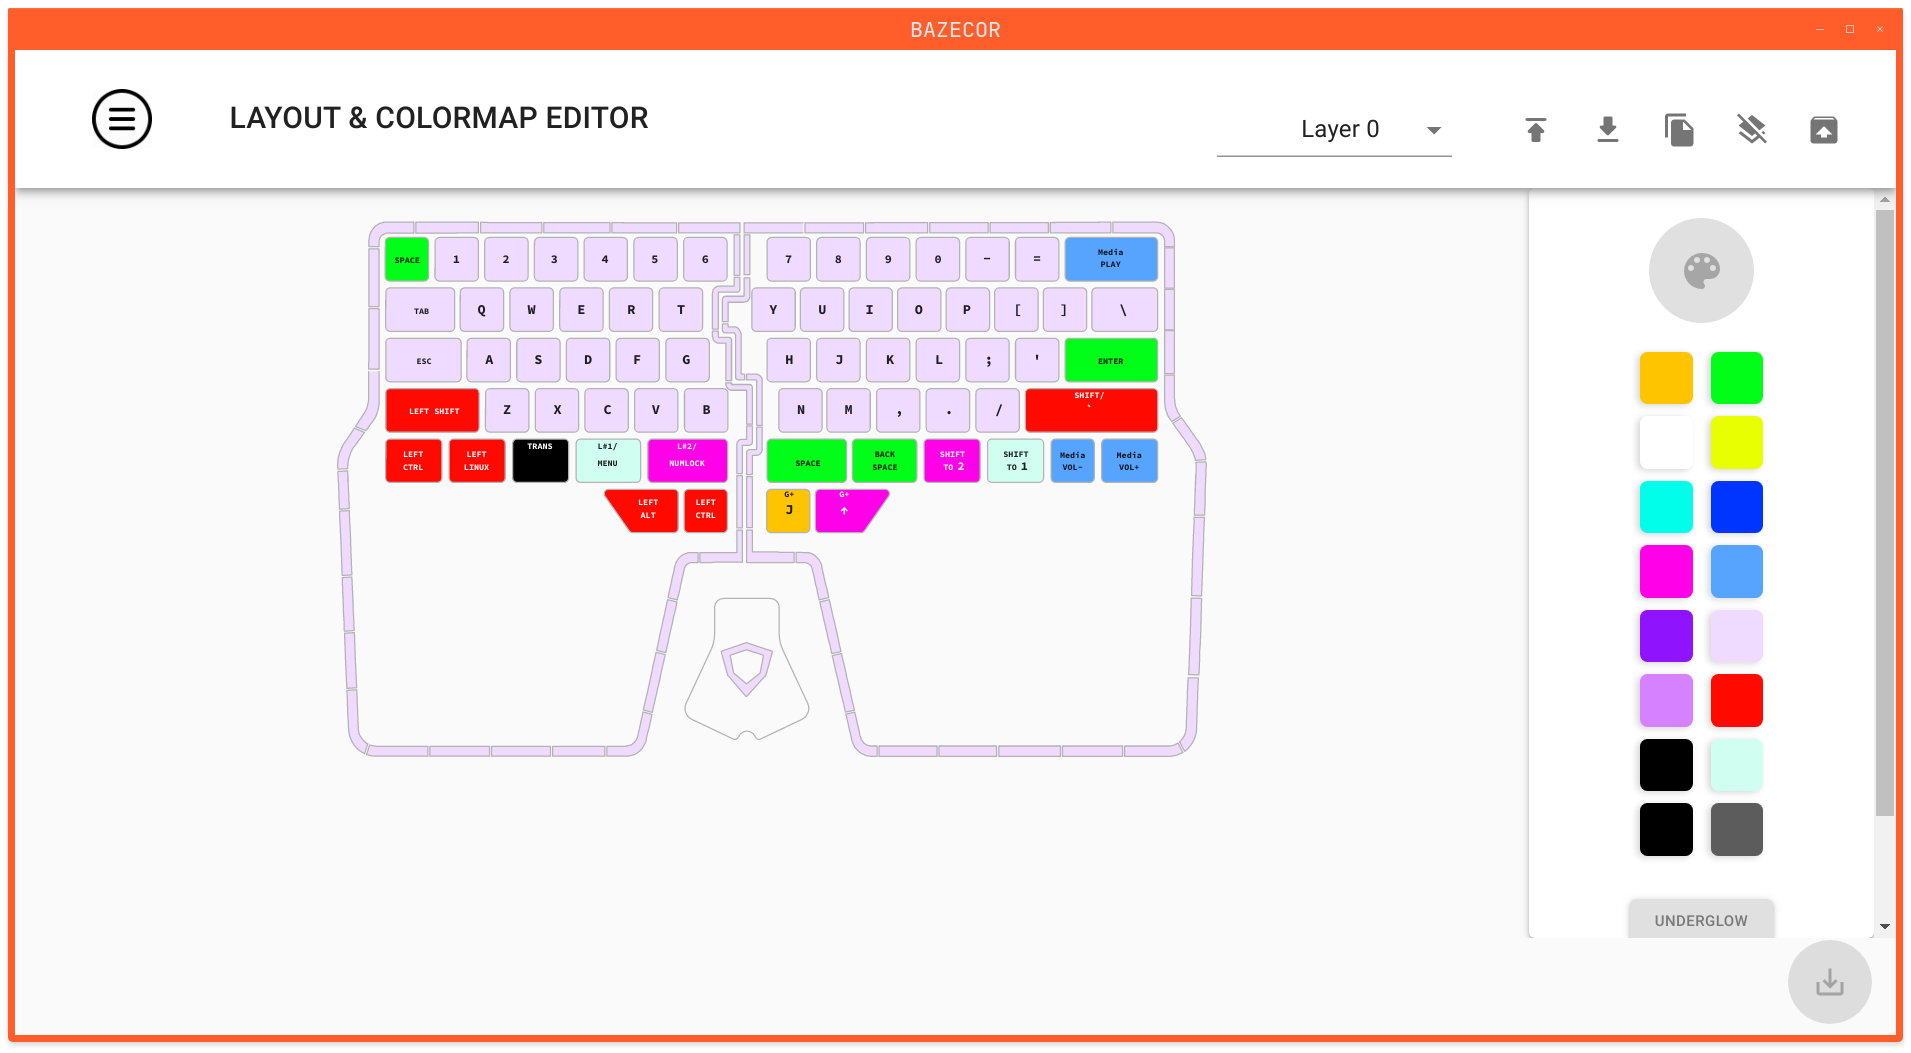 BAZECOR
LAYOUT & COLORMAP EDITOR
Layer 0
SPACE 1 2 3 4 5 6 7 8 9 0 - = Media
PLAY
TAB Q W E R T Y U I O P [ ] \
ESC A S D F G H J K L ; ' ENTER
LEFT SHIFT Z X C V B N M , . / SHIFT/
`
LEFT LEFT TRANS L#1/ L#2/ SPACE BACK SHIFT SHIFT Media Media
CTRL LINUX MENU NUMLOCK SPACE TO 2 TO 1 VOL- VOL+
LEFT LEFT G+ G+
ALT CTRL J ↑
UNDERGLOW